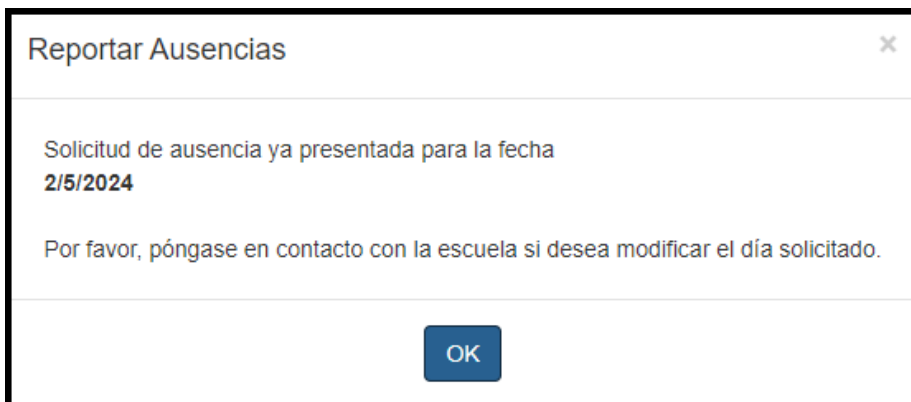 Reportar Ausencias ×
Solicitud de ausencia ya presentada para la fecha
2/5/2024
Por favor, póngase en contacto con la escuela si desea modificar el día solicitado.
OK